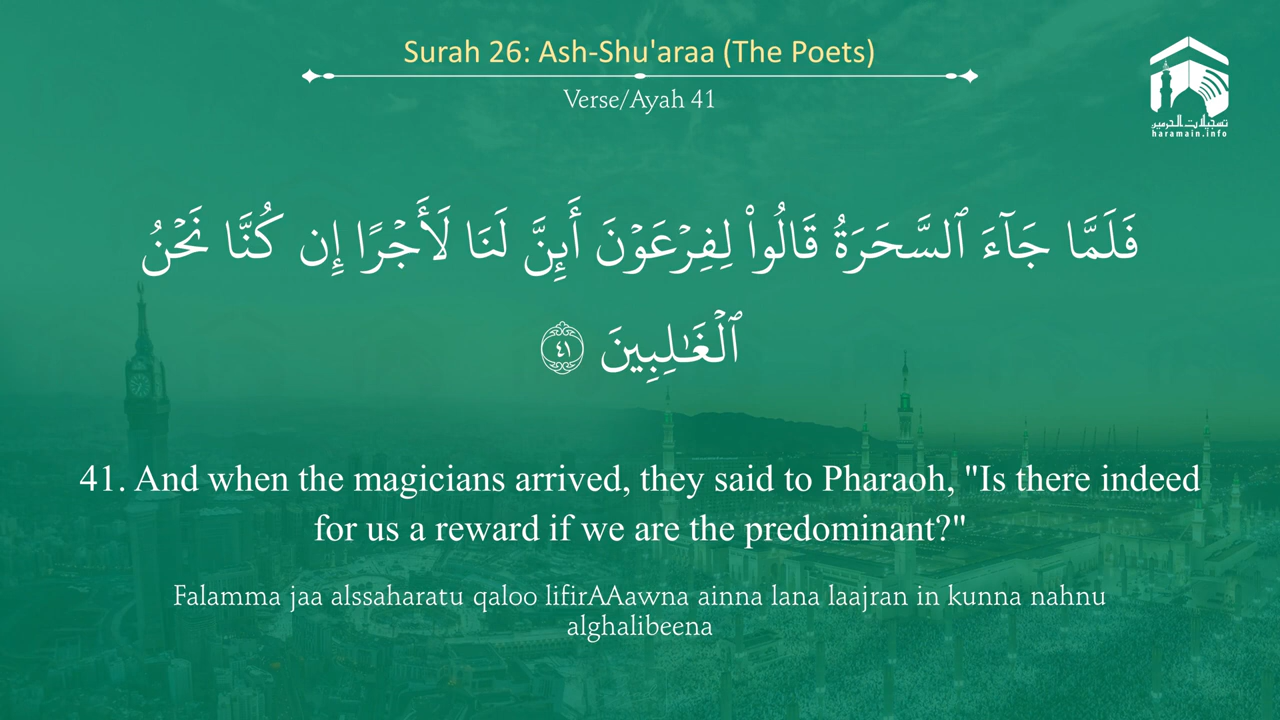 Surah 26: Ash-Shu'araa (The Poets)
Verse/Ayah 41
تسجيلات الحرمين
haramain.info
فَلَمَّا جَآءَ ٱلسَّحَرَةُ قَالُوا۟ لِفِرْعَوْنَ أَئِنَّ لَنَا لَأَجْرًا إِن كُنَّا نَحْنُ
ٱلْغَـٰلِبِينَ ٤١
41. And when the magicians arrived, they said to Pharaoh, "Is there indeed
for us a reward if we are the predominant?"
Falamma jaa alssaharatu qaloo lifirAAawna ainna lana laajran in kunna nahnu
alghalibeena